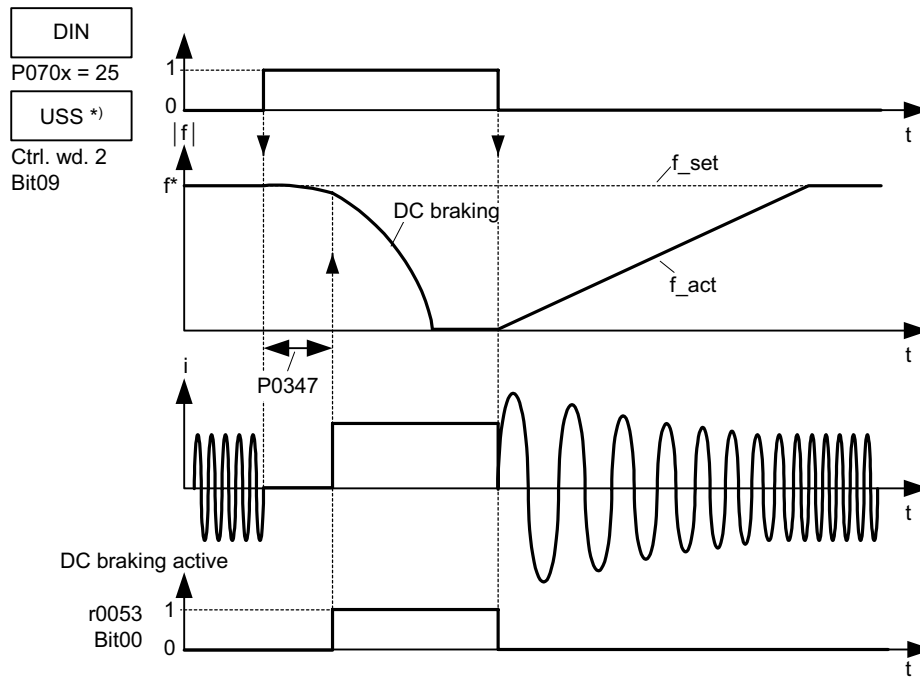 DIN
P070x = 25
USS *)
Ctrl. wd. 2
Bit09
1
0
t
|f|
f*
f_set
DC braking
f_act
t
P0347
i
t
DC braking active
r0053
Bit00
1
0
t